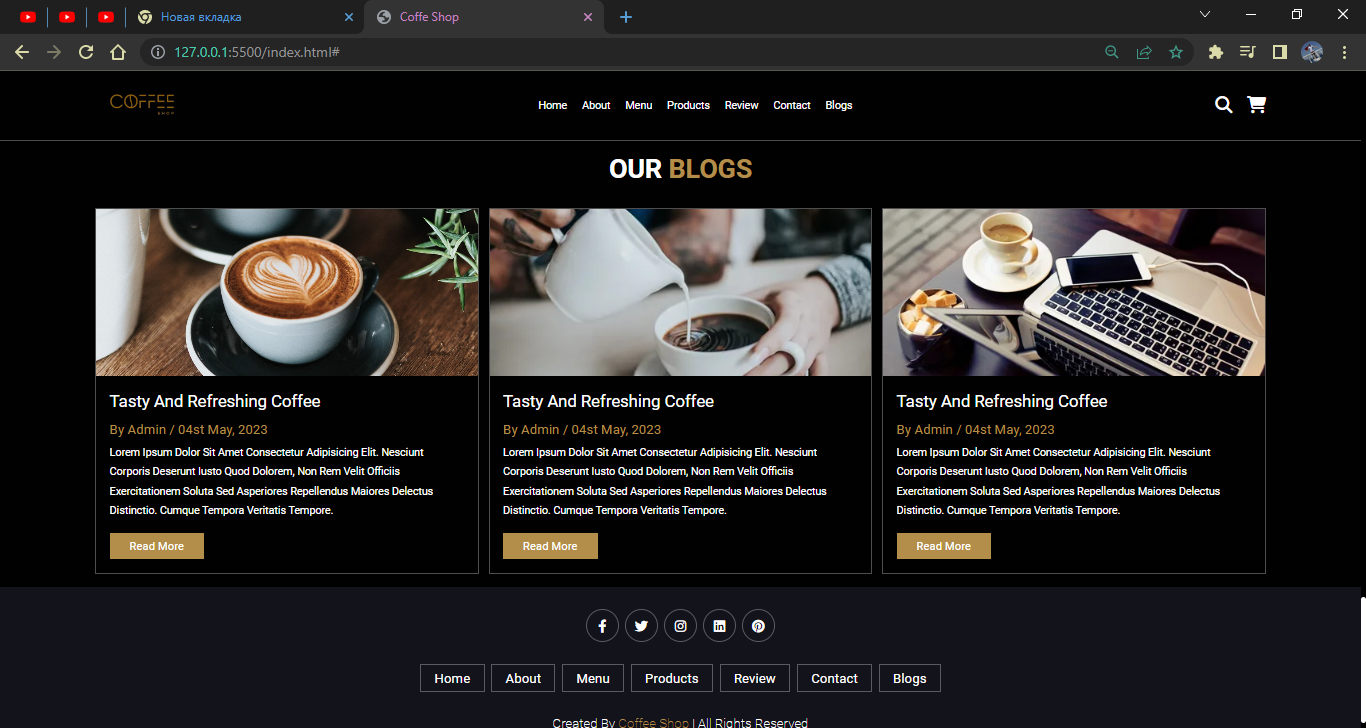 Новая вкладка
Coffe Shop
127.0.0.1:5500/index.html#
COFFEE
SHOP
Home About Menu Products Review Contact Blogs
OUR BLOGS
Tasty And Refreshing Coffee
By Admin / 04st May, 2023
Lorem Ipsum Dolor Sit Amet Consectetur Adipisicing Elit. Nesciunt
Corporis Deserunt Iusto Quod Dolorem, Non Rem Velit Officiis
Exercitationem Soluta Sed Asperiores Repellendus Maiores Delectus
Distinctio. Cumque Tempora Veritatis Tempore.
Read More
Tasty And Refreshing Coffee
By Admin / 04st May, 2023
Lorem Ipsum Dolor Sit Amet Consectetur Adipisicing Elit. Nesciunt
Corporis Deserunt Iusto Quod Dolorem, Non Rem Velit Officiis
Exercitationem Soluta Sed Asperiores Repellendus Maiores Delectus
Distinctio. Cumque Tempora Veritatis Tempore.
Read More
Tasty And Refreshing Coffee
By Admin / 04st May, 2023
Lorem Ipsum Dolor Sit Amet Consectetur Adipisicing Elit. Nesciunt
Corporis Deserunt Iusto Quod Dolorem, Non Rem Velit Officiis
Exercitationem Soluta Sed Asperiores Repellendus Maiores Delectus
Distinctio. Cumque Tempora Veritatis Tempore.
Read More
Home About Menu Products Review Contact Blogs
Created By Coffee Shop | All Rights Reserved